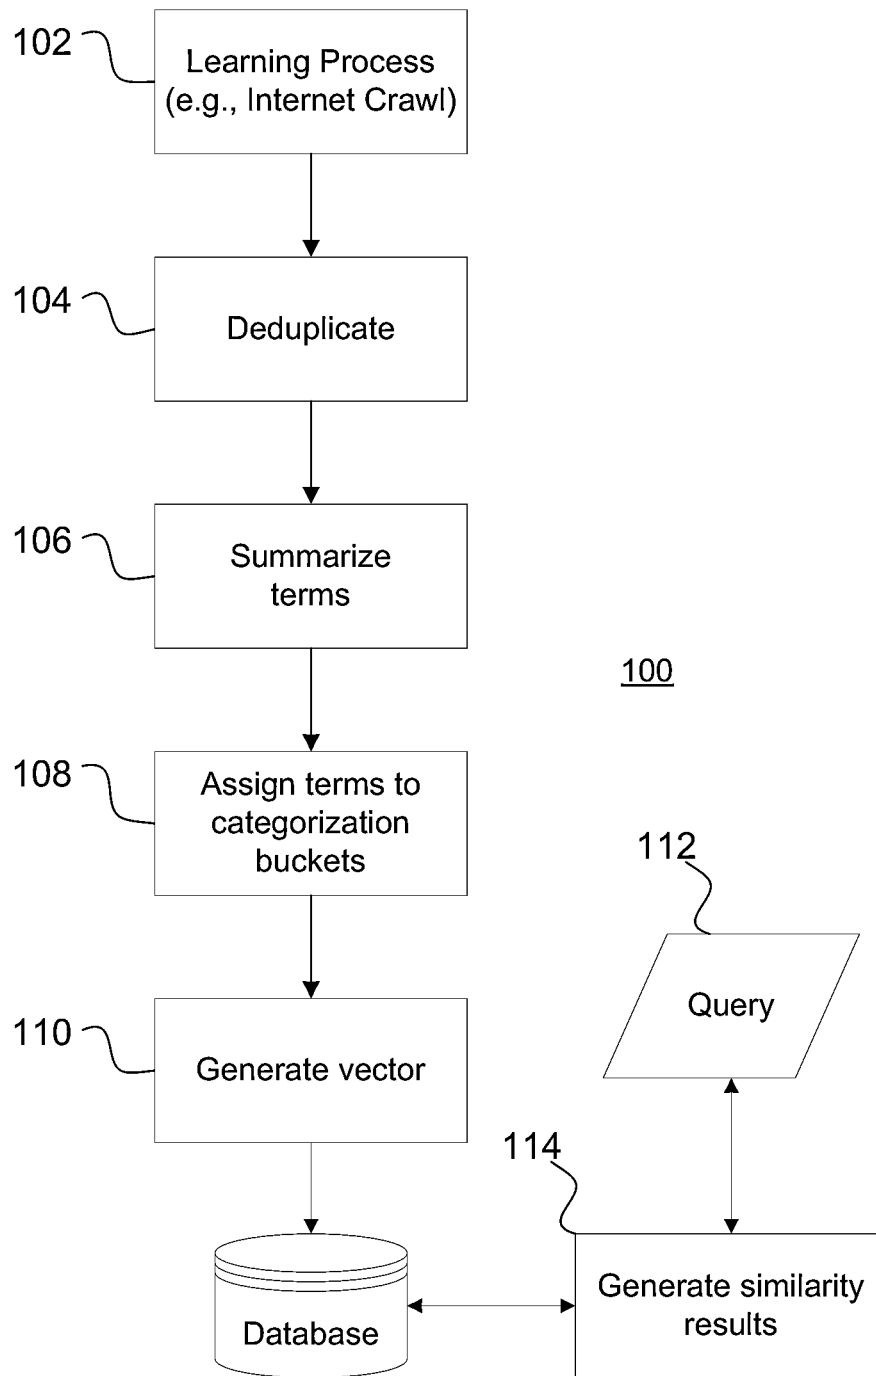 102
Learning Process
(e.g., Internet Crawl)
104
Deduplicate
106
Summarize
terms
100
108
Assign terms to
categorization
buckets
112
Query
110
Generate vector
114
Generate similarity
results
Database